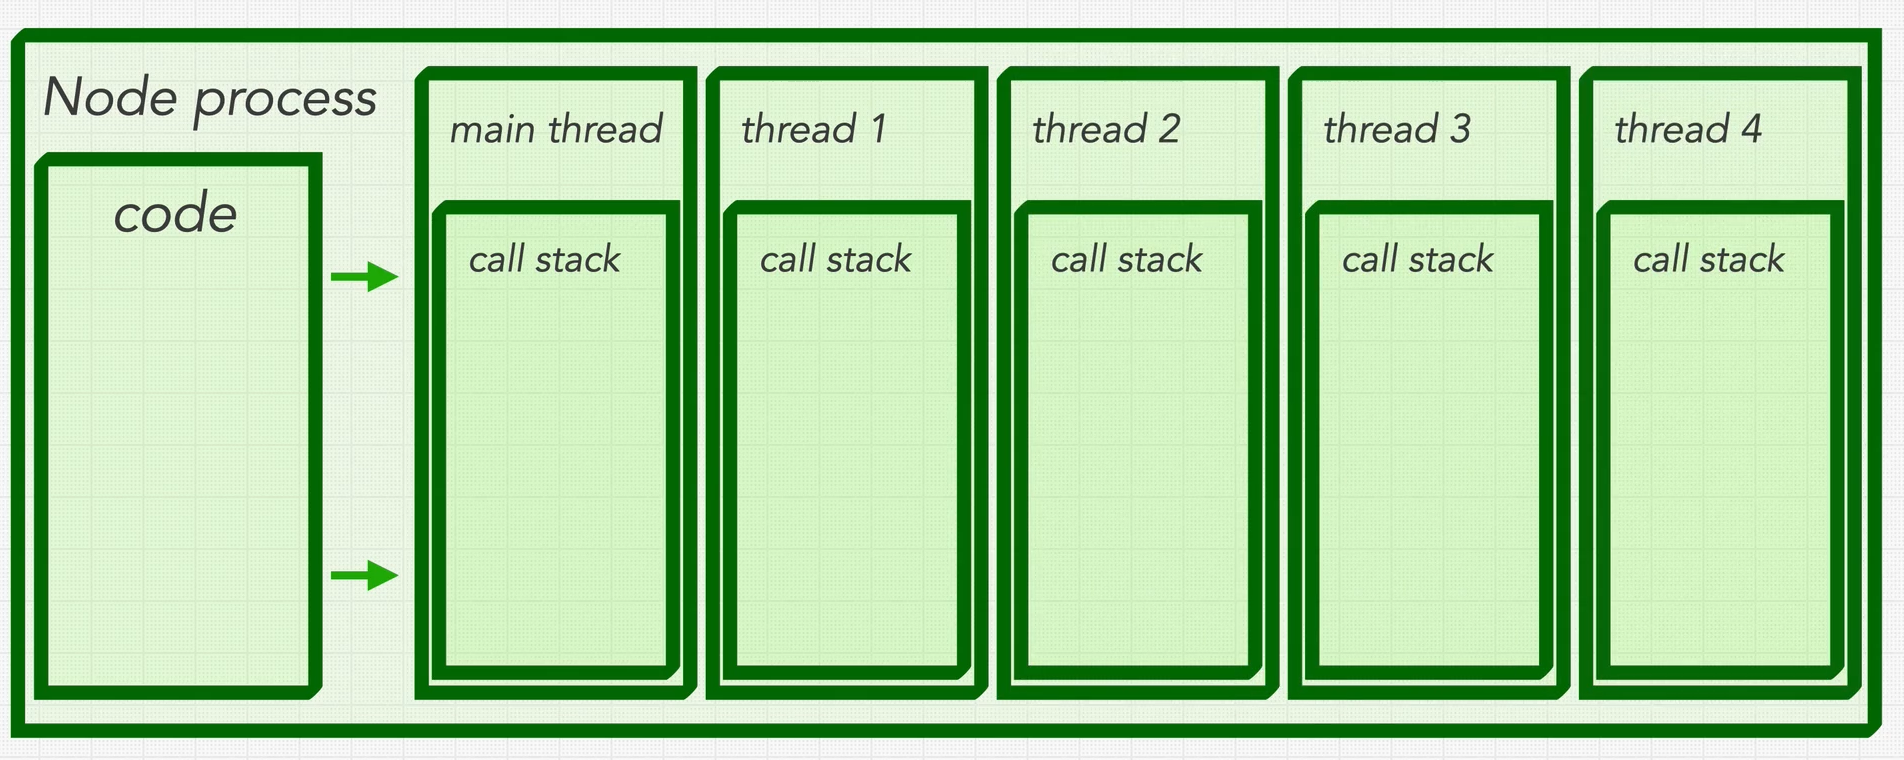 Node process
code
main thread
call stack
thread 1
call stack
thread 2
call stack
thread 3
call stack
thread 4
call stack